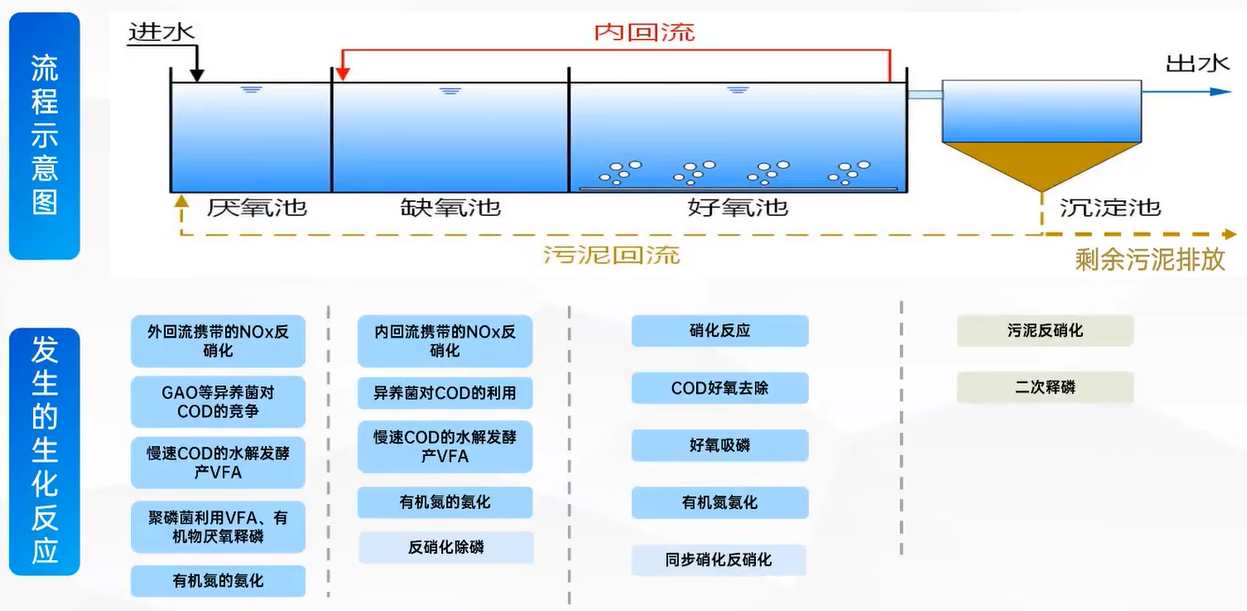 流程示意图
进水
内回流
出水
厌氧池
缺氧池
好氧池
沉淀池
污泥回流
剩余污泥排放
发生的生化反应
外回流携带的NOx反
硝化
GAO等异养菌对
COD的竞争
慢速COD的水解发酵
产VFA
聚磷菌利用VFA、有
机物厌氧释磷
有机氮的氨化
内回流携带的NOx反
硝化
异养菌对COD的利用
慢速COD的水解发酵
产VFA
有机氮的氨化
反硝化除磷
硝化反应
COD好氧去除
好氧吸磷
有机氮氨化
同步硝化反硝化
污泥反硝化
二次释磷